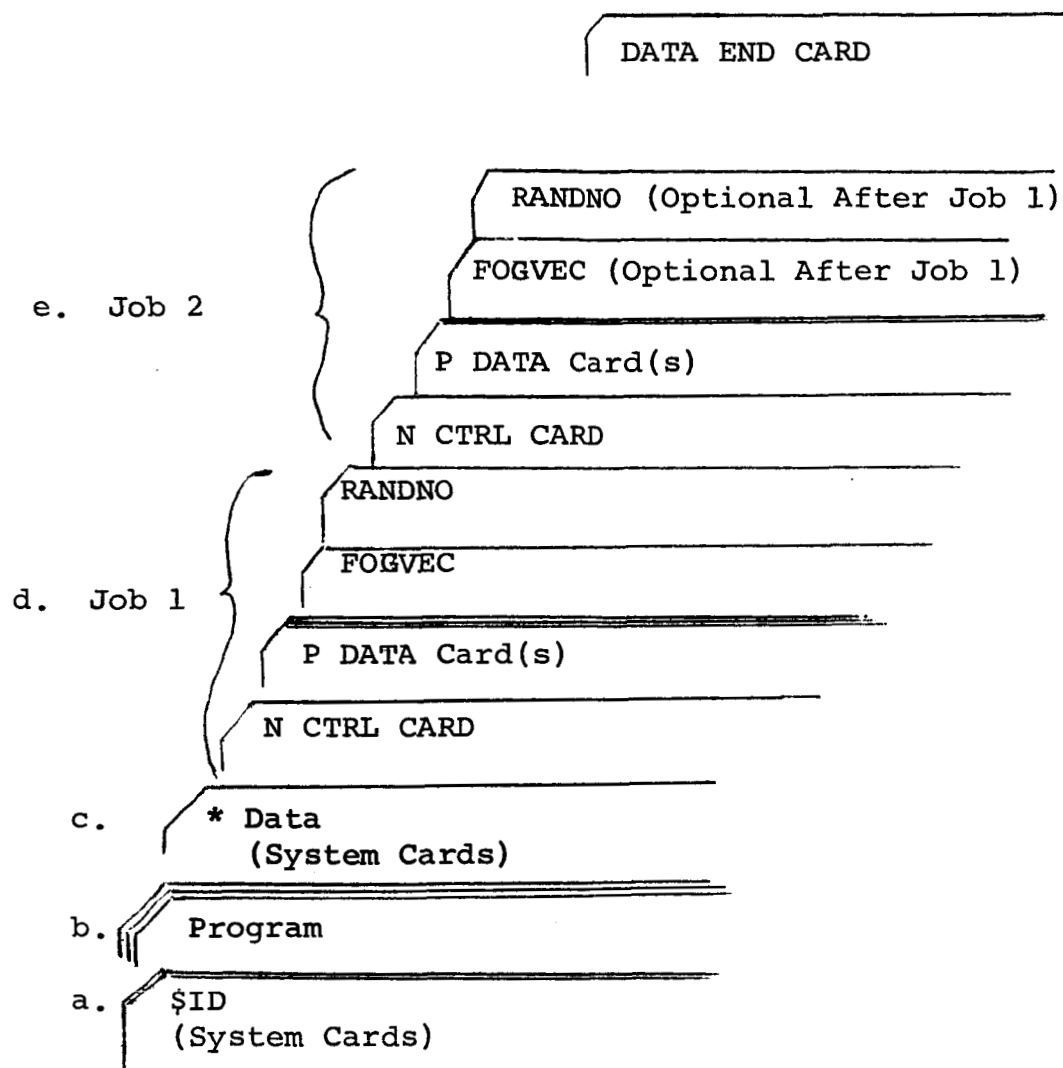 DATA END CARD
RANDNO (Optional After Job 1)
FOGVEC (Optional After Job 1)
e. Job 2
P DATA Card(s)
N CTRL CARD
RANDNO
FOGVEC
d. Job 1
P DATA Card(s)
N CTRL CARD
c. * Data
(System Cards)
b. Program
a. $ID
(System Cards)